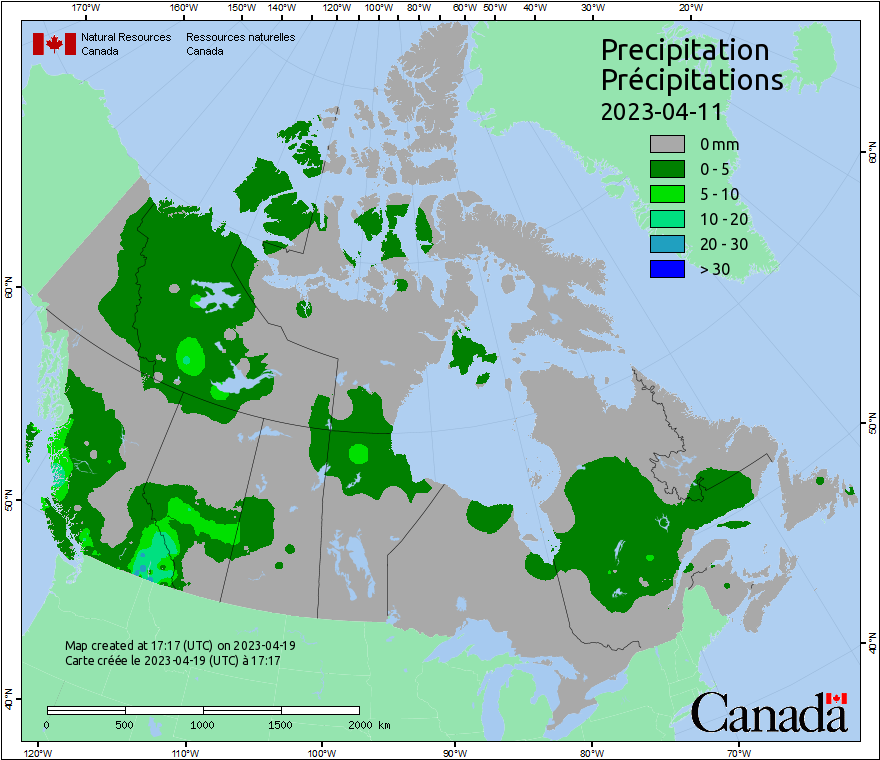 170°W 160°W 150°W 140°W 120°W 100°W 80°W 60°W 50°W 40°W 30°W 20°W
Natural Resources Ressources naturelles
Canada Canada
Precipitation
Précipitations
2023-04-11
0 mm
0 - 5
5 - 10
10 - 20
20 - 30
> 30
60°N
60°N
50°N
50°N
40°N
40°N
Map created at 17:17 (UTC) on 2023-04-19
Carte créée le 2023-04-19 (UTC) à 17:17
0 500 1000 1500 2000 km
Canada
120°W 110°W 100°W 90°W 80°W 70°W